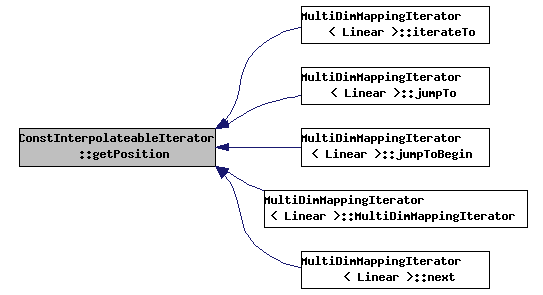 MultiDimMappingIterator
< Linear >::iterateTo
MultiDimMappingIterator
< Linear >::jumpTo
ConstInterpolateableIterator
::getPosition
MultiDimMappingIterator
< Linear >::jumpToBegin
MultiDimMappingIterator
< Linear >::MultiDimMappingIterator
MultiDimMappingIterator
< Linear >::next